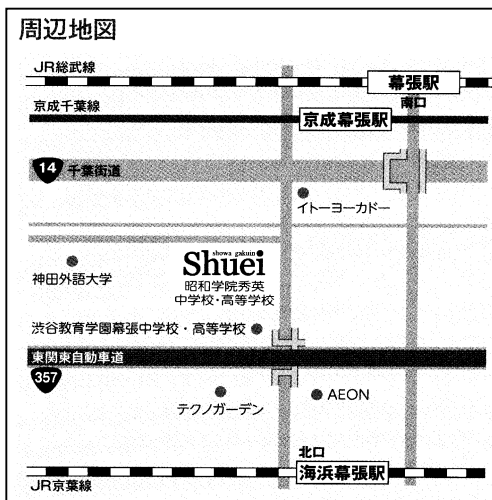 周辺地図
JR総武線
幕張駅
南口
京成千葉線
京成幕張駅
14
千葉街道
イトーヨーカドー
showa gakuin
Shuei
昭和学院秀英
中学校・高等学校
神田外語大学
渋谷教育学園幕張中学校・高等学校
東関東自動車道
357
テクノガーデン
AEON
北口
海浜幕張駅
JR京葉線